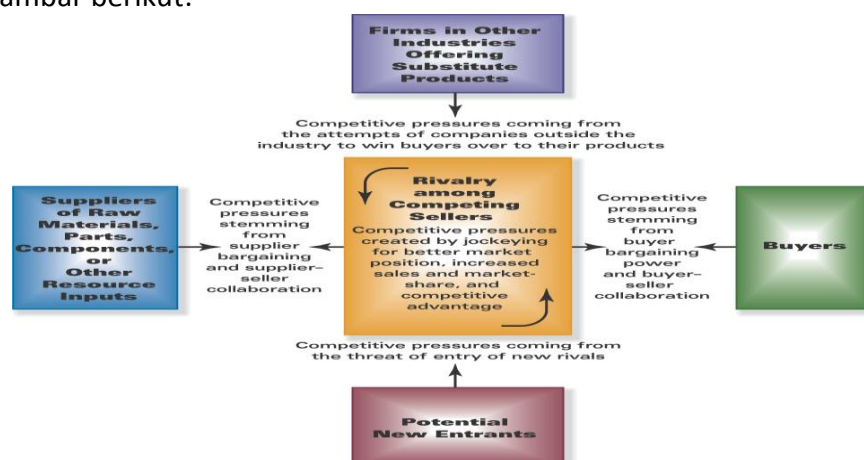 ambar berikut:
Firms in Other
Industries
Offering
Substitute
Products
Competitive pressures coming from
the attempts of companies outside the
industry to win buyers over to their products
Suppliers
of Raw
Materials,
Parts,
Components,
or
Other
Resource
Inputs
Competitive
pressures
stemming
from
supplier
bargaining
and supplier–
seller
collaboration
Rivalry
among
Competing
Sellers
Competitive pressures
created by jockeying
for better market
position, increased
sales and market-
share, and
competitive
advantage
Competitive
pressures
stemming
from
buyer
bargaining
power
and buyer–
seller
collaboration
Buyers
Competitive pressures coming from
the threat of entry of new rivals
Potential
New Entrants